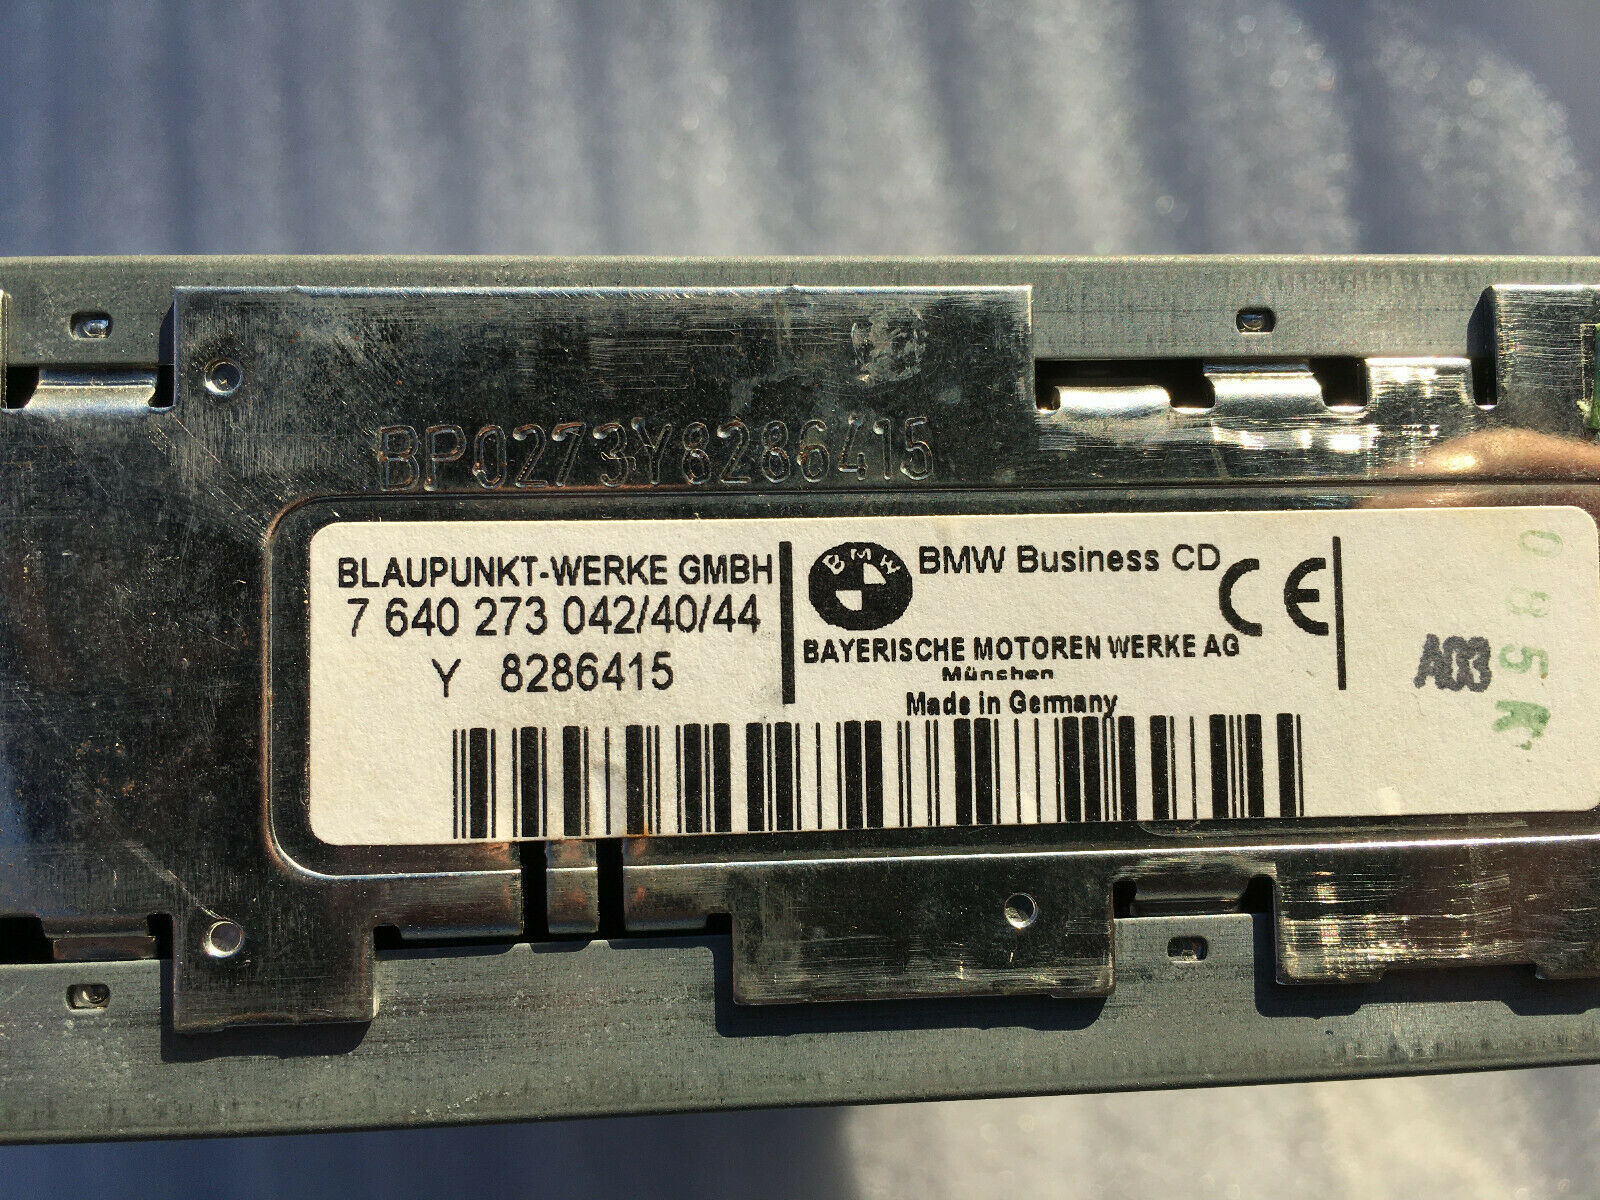 BP0273Y8286415
BLAUPUNKT-WERKE GMBH
7 640 273 042/40/44
Y 8286415
BMW
BMW Business CD
CE
BAYERISCHE MOTOREN WERKE AG
München
Made in Germany
A03
095K